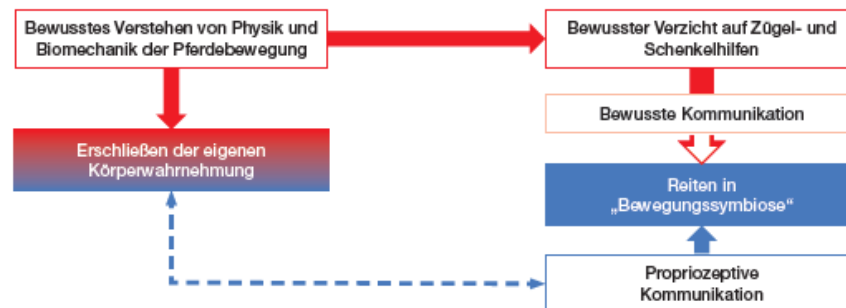 Bewusstes Verstehen von Physik und
Biomechanik der Pferdebewegung
Bewusster Verzicht auf Zügel- und
Schenkelhilfen
Bewusste Kommunikation
Erschließen der eigenen
Körperwahrnehmung
Reiten in
„Bewegungssymbiose“
Propriozeptive
Kommunikation